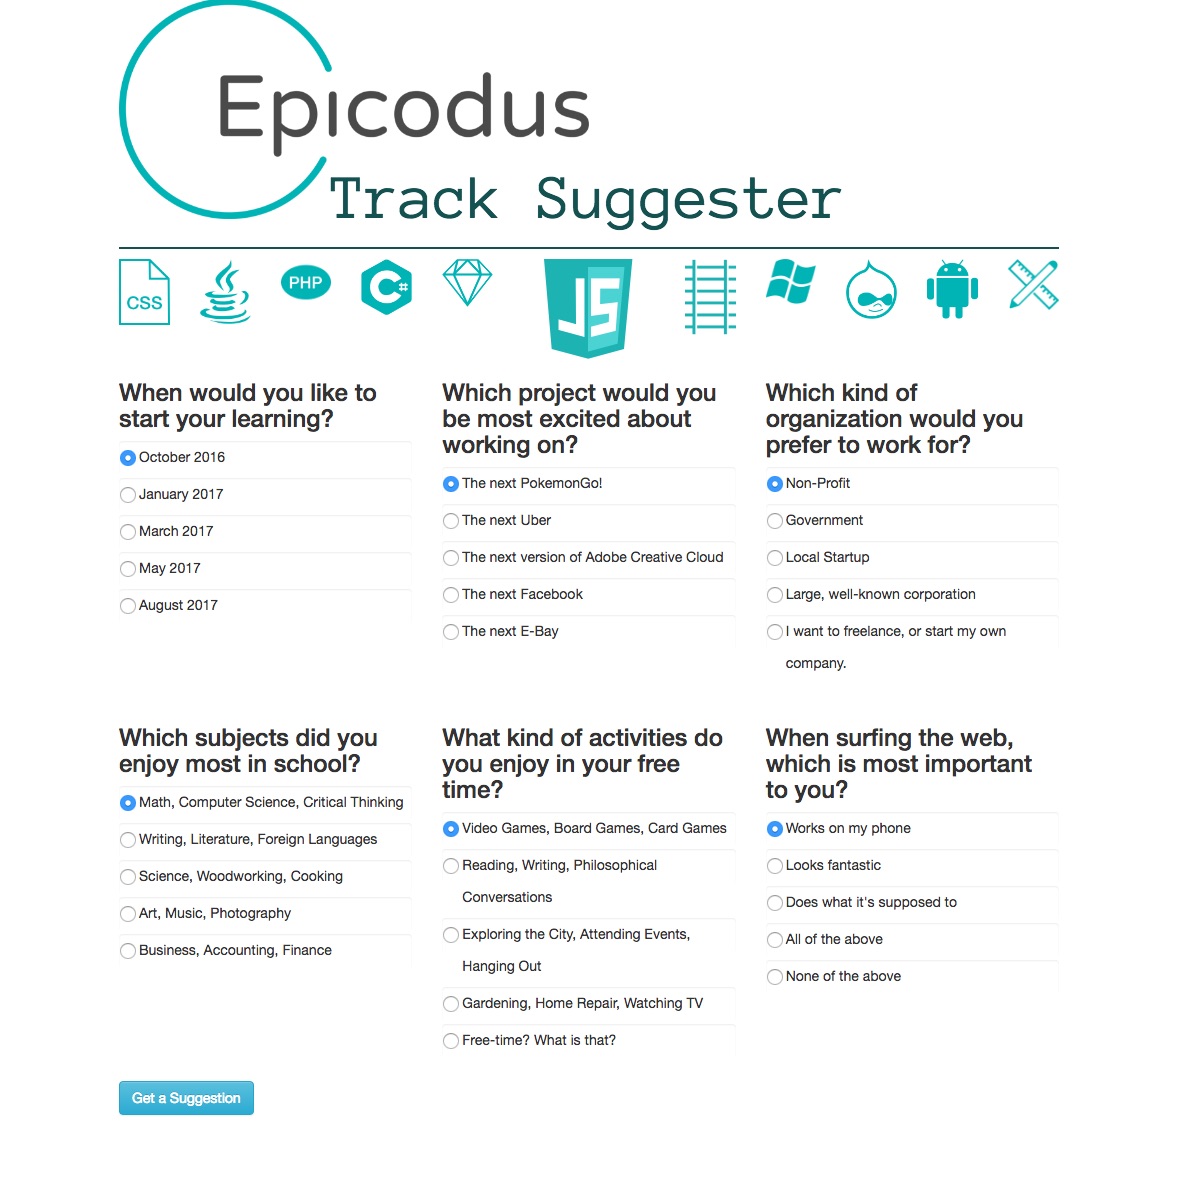 Epicodus
Track Suggester
CSS
PHP
C#
JS
When would you like to
start your learning?
October 2016
January 2017
March 2017
May 2017
August 2017
Which project would you
be most excited about
working on?
The next PokemonGo!
The next Uber
The next version of Adobe Creative Cloud
The next Facebook
The next E-Bay
Which kind of
organization would you
prefer to work for?
Non-Profit
Government
Local Startup
Large, well-known corporation
I want to freelance, or start my own
company.
Which subjects did you
enjoy most in school?
Math, Computer Science, Critical Thinking
Writing, Literature, Foreign Languages
Science, Woodworking, Cooking
Art, Music, Photography
Business, Accounting, Finance
What kind of activities do
you enjoy in your free
time?
Video Games, Board Games, Card Games
Reading, Writing, Philosophical
Conversations
Exploring the City, Attending Events,
Hanging Out
Gardening, Home Repair, Watching TV
Free-time? What is that?
When surfing the web,
which is most important
to you?
Works on my phone
Looks fantastic
Does what it's supposed to
All of the above
None of the above
Get a Suggestion